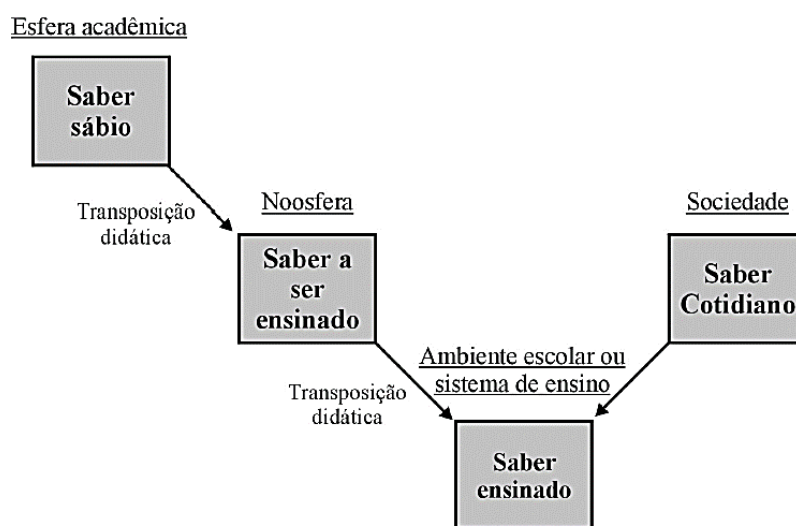 Esfera acadêmica
Saber
sábio
Transposição
didática
Noosfera
Saber a
ser
ensinado
Sociedade
Saber
Cotidiano
Transposição
didática
Ambiente escolar ou
sistema de ensino
Saber
ensinado